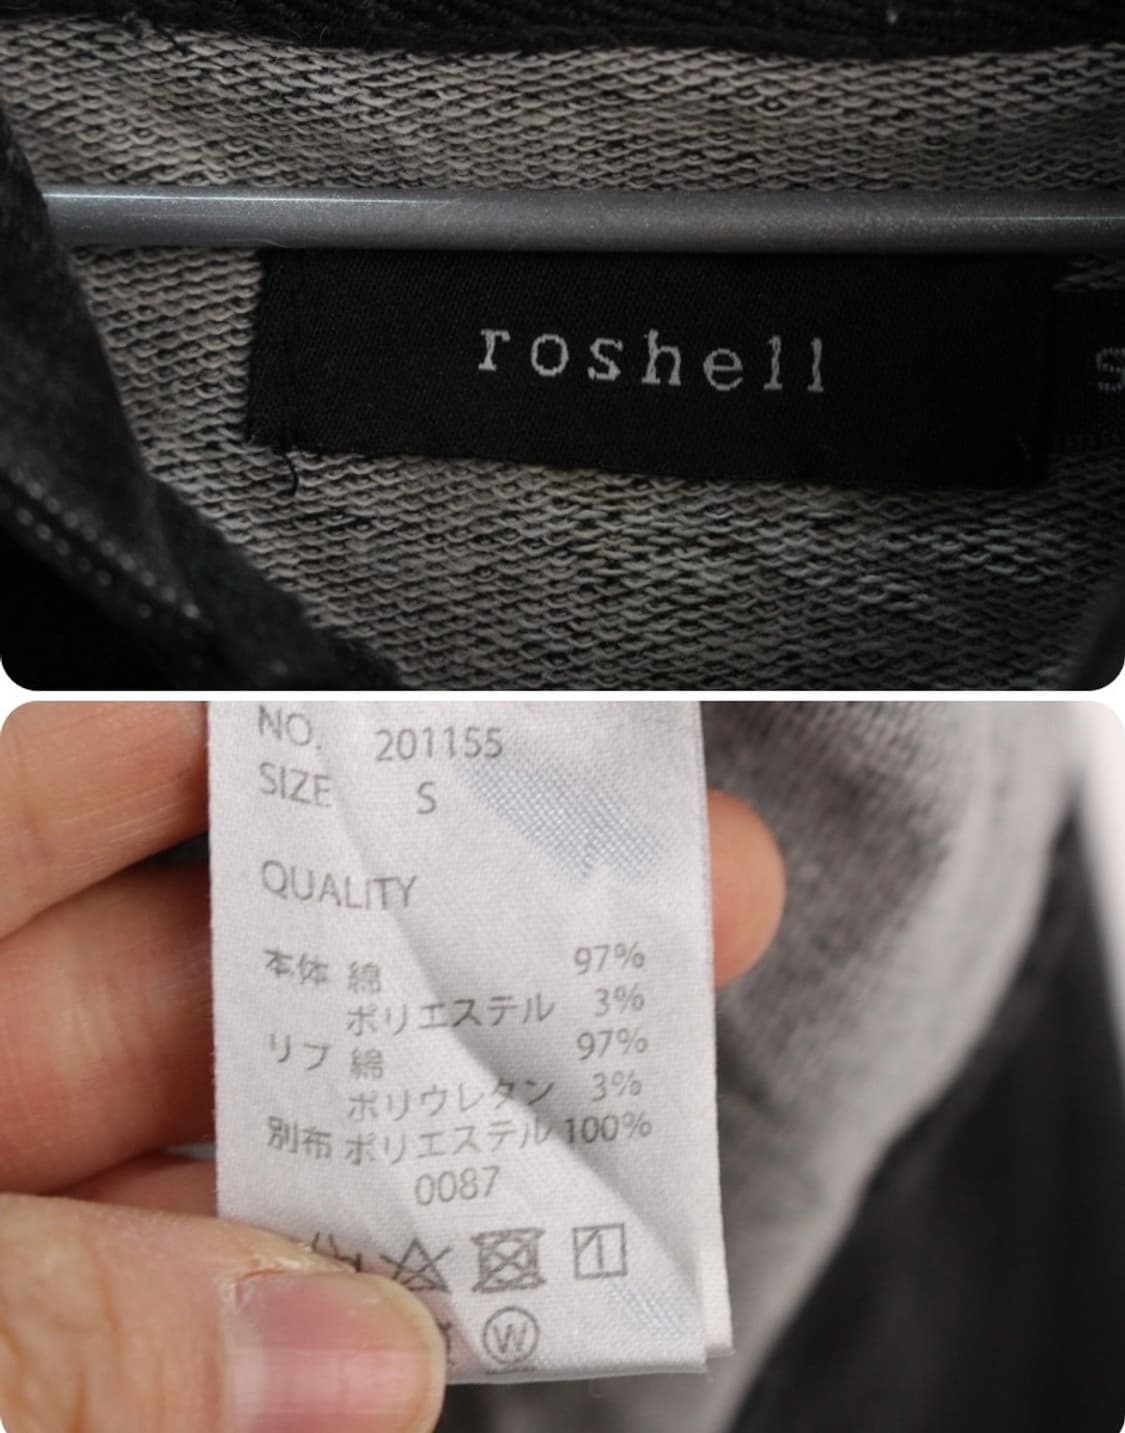 roshell
S
NO. 201155
SIZE S
QUALITY
本体 綿 97%
ポリエステル 3%
リブ 綿 97%
ポリウレタン 3%
別布 ポリエステル 100%
0087
W